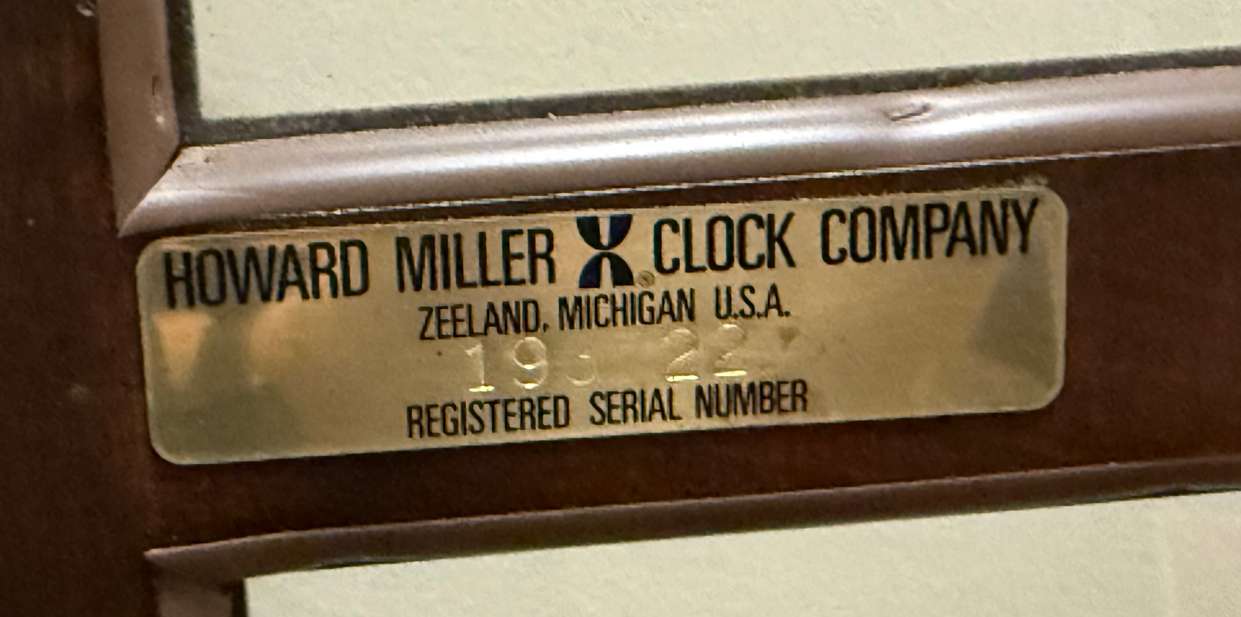 HOWARD MILLER CLOCK COMPANY
ZEELAND, MICHIGAN U.S.A.
REGISTERED SERIAL NUMBER